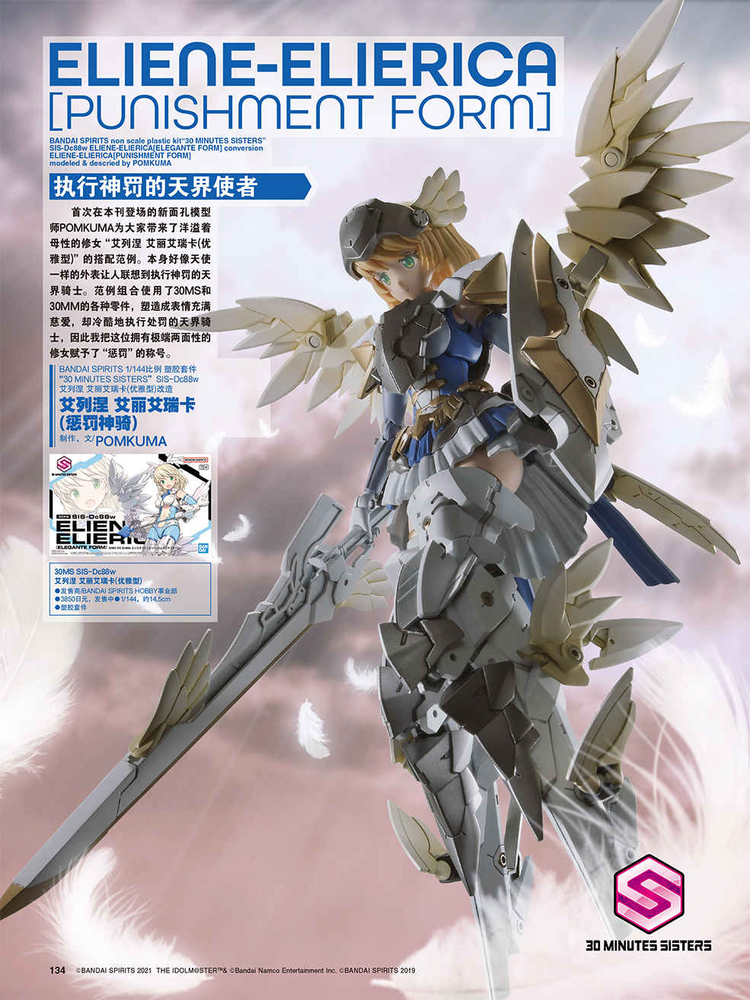 ELIENE-ELIERICA
[PUNISHMENT FORM]
BANDAI SPIRITS non scale plastic kit“30 MINUTES SISTERS”
SIS-Dc88w ELIENE-ELIERICA[ELEGANTE FORM] conversion
ELIENE-ELIERICA[PUNISHMENT FORM]
modeled & descried by POMKUMA
执行神罚的天界使者
首次在本刊登场的新面孔模型
师POMKUMA为大家带来了洋溢着
母性的修女“艾列涅 艾丽艾瑞卡(优
雅型)”的搭配范例。本身好像天使
一样的外表让人联想到执行神罚的天
界骑士。范例组合使用了30MS和
30MM的各种零件，塑造成表情充满
慈爱，却冷酷地执行处罚的天界骑
士，因此我把这位拥有极端两面性的
修女赋予了“惩罚”的称号。
BANDAI SPIRITS 1/144比例 塑胶套件
“30 MINUTES SISTERS” SIS-Dc88w
艾列涅 艾丽艾瑞卡(优雅型)改造
艾列涅 艾丽艾瑞卡
(惩罚神骑)
制作、文/POMKUMA
BANDAI NAMCO
15+
30 MINUTES SISTERS
SIS-Dc88w
ELIEN
ELIERIC
[ELEGANTE FORM]
BAN
DAI
30MS SIS-Dc88w
艾列涅 艾丽艾瑞卡(优雅型)
●发售商/BANDAI SPIRITS HOBBY事业部
●3850日元，发售中●1/144，约14.5cm
●塑胶套件
30 MINUTES SISTERS
134 ©BANDAI SPIRITS 2021 THE IDOLM@STER™& ©Bandai Namco Entertainment Inc. ©BANDAI SPIRITS 2019